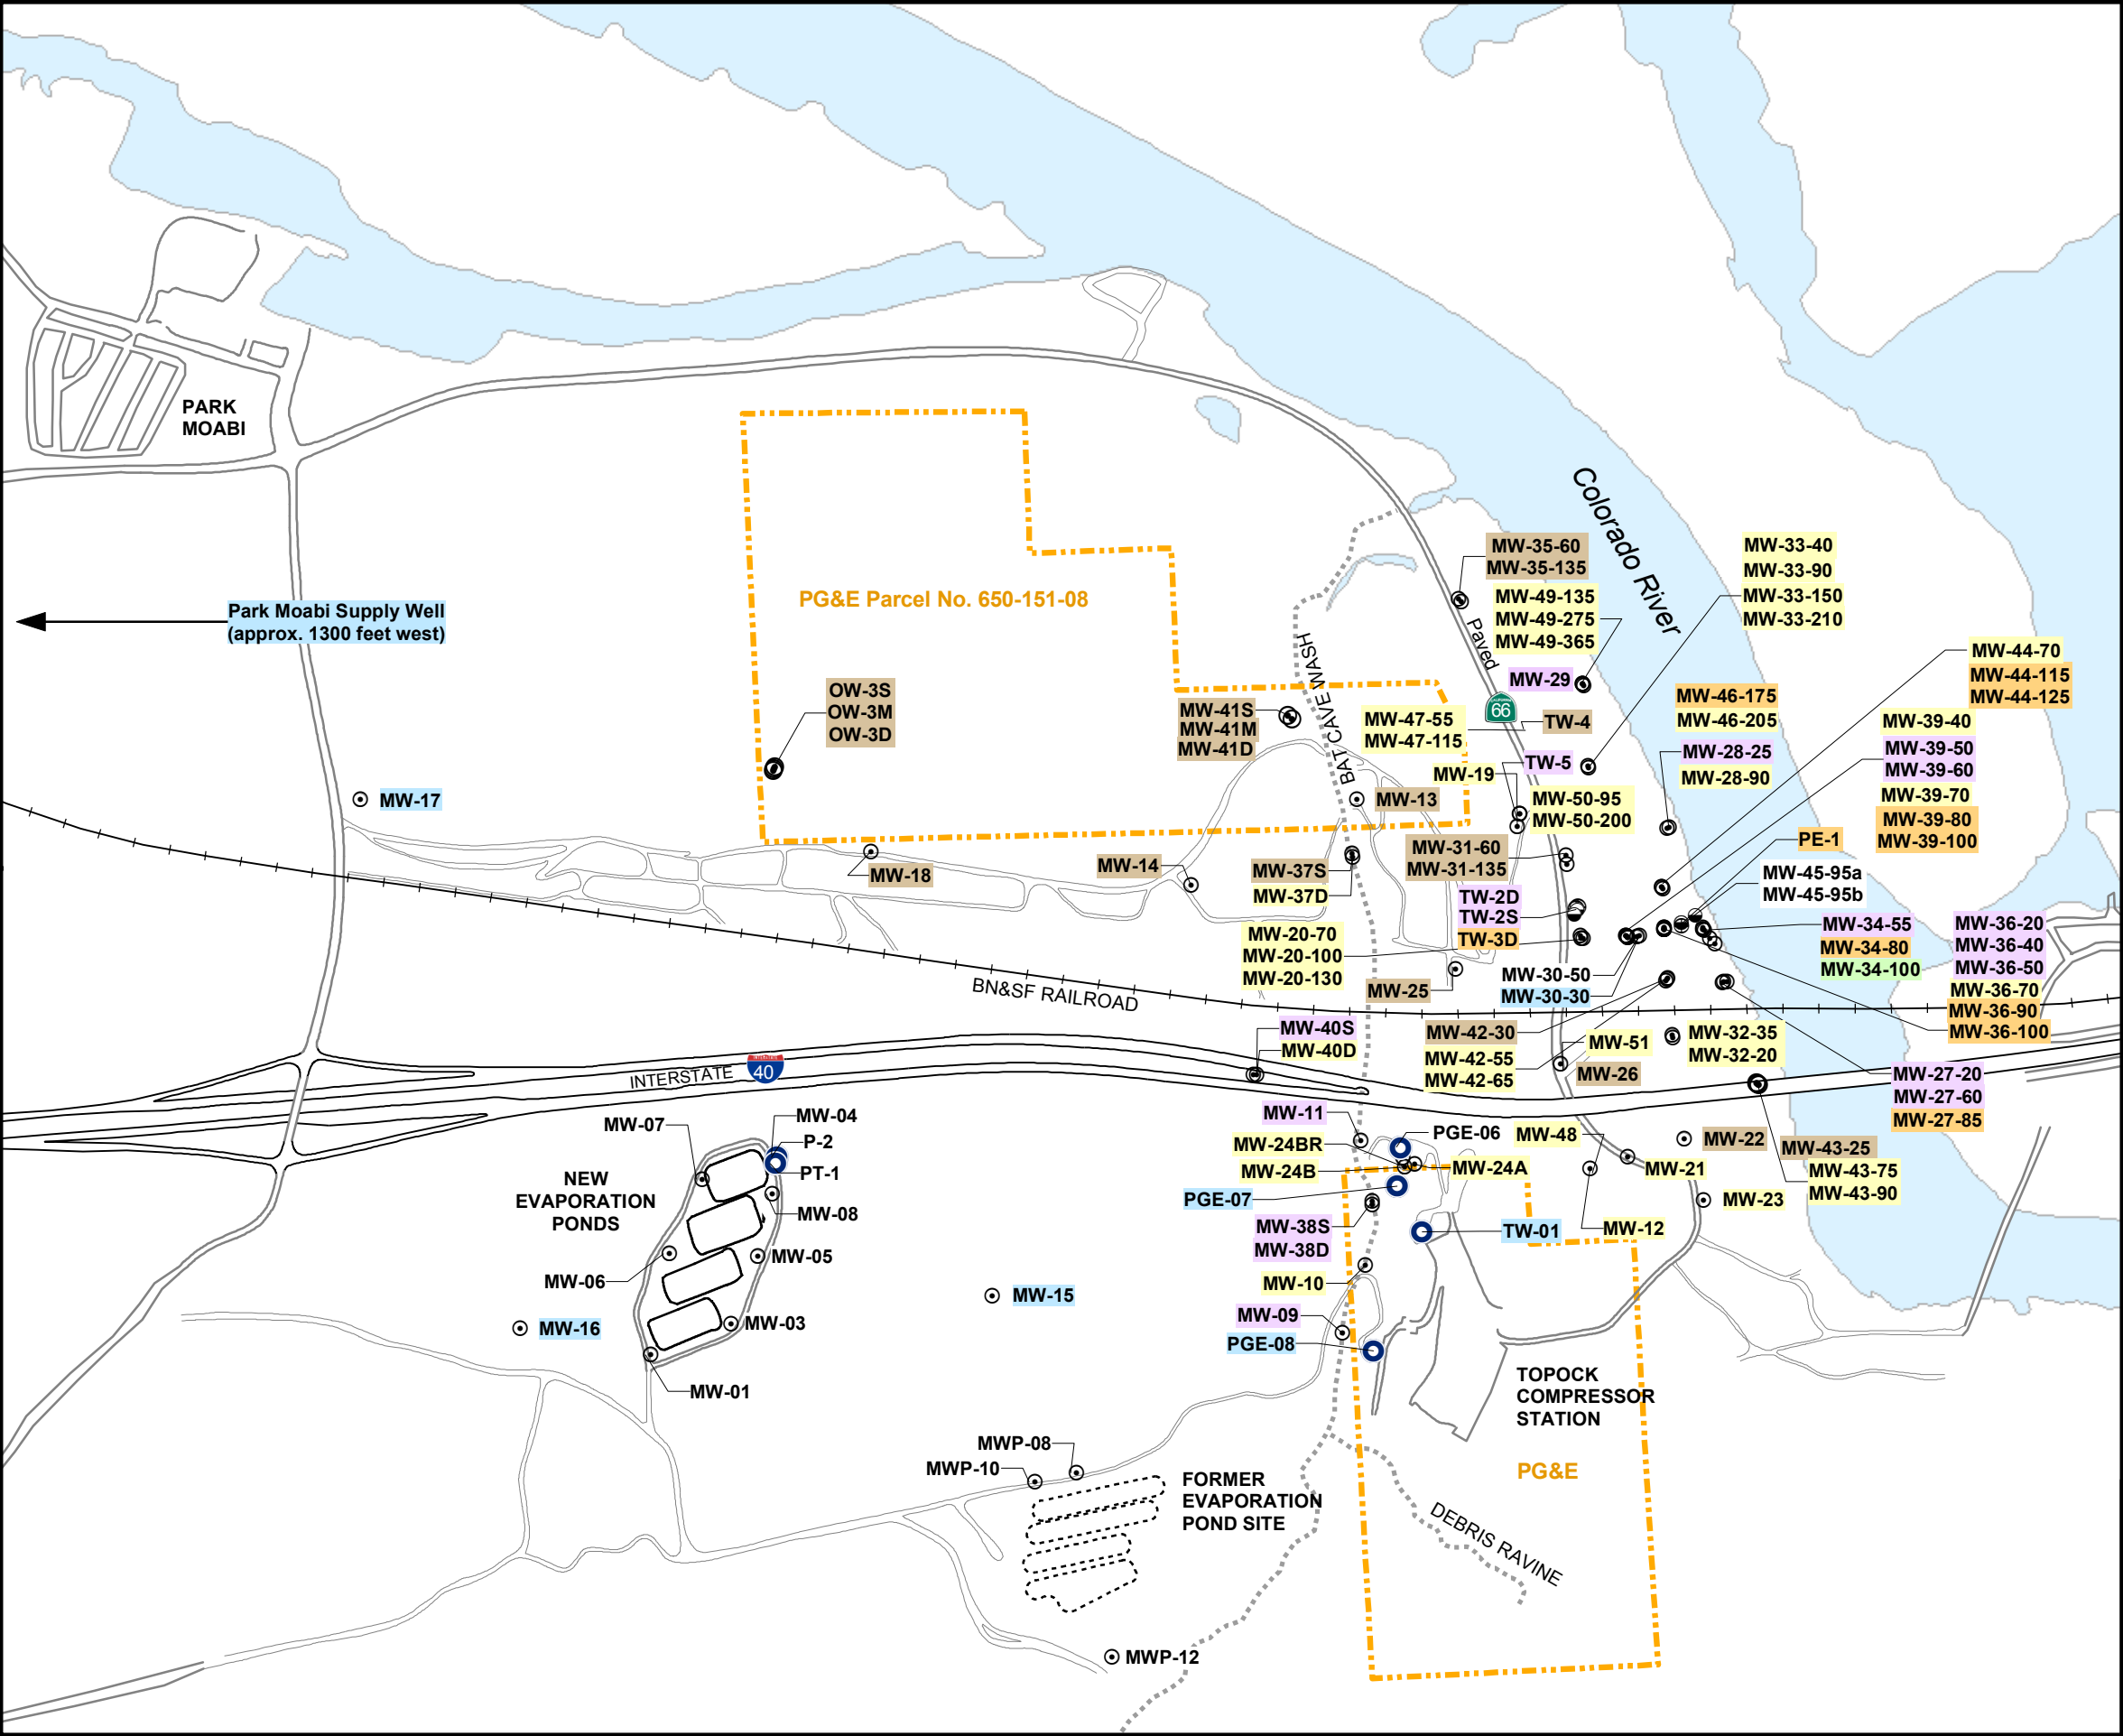 PARK
MOABI
Park Moabi Supply Well
(approx. 1300 feet west)
PG&E Parcel No. 650-151-08
Colorado River
MW-35-60
MW-35-135
MW-49-135
MW-49-275
MW-49-365
MW-33-40
MW-33-90
MW-33-150
MW-33-210
Paved
BAT CAVE WASH
MW-29
66
TW-4
MW-47-55
MW-47-115
OW-3S
OW-3M
OW-3D
MW-41S
MW-41M
MW-41D
MW-44-70
MW-44-115
MW-44-125
MW-46-175
MW-46-205
MW-28-25
MW-28-90
MW-39-40
MW-39-50
MW-39-60
MW-39-70
MW-39-80
MW-39-100
TW-5
MW-19
MW-17
MW-13
MW-50-95
MW-50-200
PE-1
MW-31-60
MW-31-135
MW-18
MW-14
MW-37S
MW-37D
MW-45-95a
MW-45-95b
TW-2D
TW-2S
TW-3D
MW-34-55
MW-34-80
MW-34-100
MW-36-20
MW-36-40
MW-36-50
MW-36-70
MW-36-90
MW-36-100
MW-20-70
MW-20-100
MW-20-130
MW-30-50
MW-30-30
MW-25
BN&SF RAILROAD
MW-40S
MW-40D
MW-42-30
MW-42-55
MW-42-65
MW-51
MW-26
MW-32-35
MW-32-20
INTERSTATE
40
MW-27-20
MW-27-60
MW-27-85
MW-07
MW-04
P-2
PT-1
MW-08
MW-11
PGE-06
MW-48
MW-22
MW-43-25
MW-43-75
MW-43-90
MW-24BR
MW-24B
MW-24A
MW-21
NEW
EVAPORATION
PONDS
PGE-07
MW-23
MW-38S
MW-38D
TW-01
MW-12
MW-05
MW-06
MW-10
MW-15
MW-16
MW-03
MW-09
PGE-08
MW-01
TOPOCK
COMPRESSOR
STATION
MWP-08
MWP-10
FORMER
EVAPORATION
POND SITE
PG&E
DEBRIS RAVINE
MWP-12